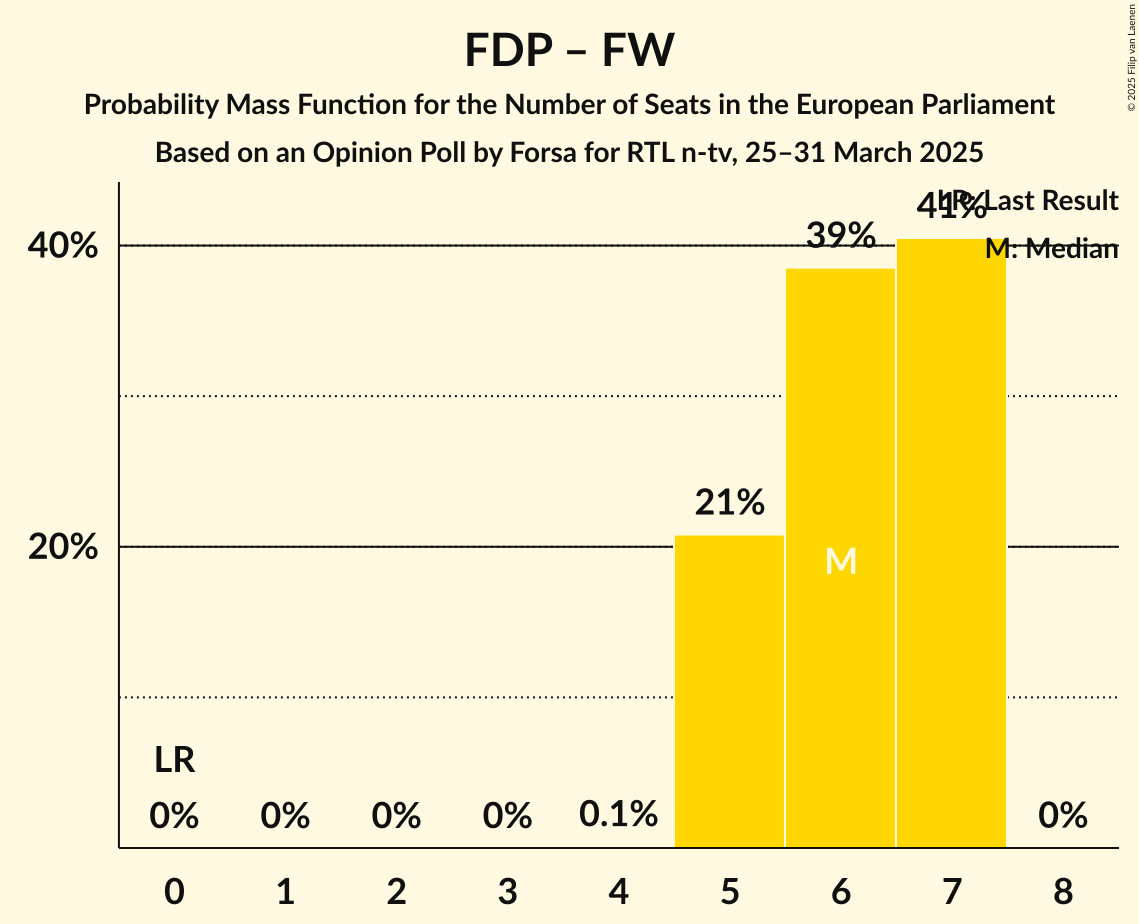 FDP – FW
Probability Mass Function for the Number of Seats in the European Parliament
Based on an Opinion Poll by Forsa for RTL n-tv, 25–31 March 2025
© 2025 Filip van Laenen
LR: Last Result
M: Median
40%
20%
41%
39%
21%
M
LR
0%
0%
0%
0%
0.1%
0%
0 1 2 3 4 5 6 7 8